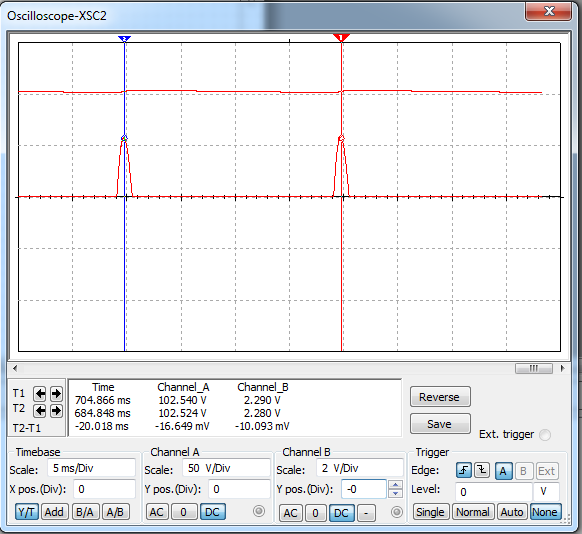 Oscilloscope-XSC2
2 1
T1
T2
T2-T1
Time Channel_A Channel_B
704.866 ms 102.540 V 2.290 V
684.848 ms 102.524 V 2.280 V
-20.018 ms -16.649 mV -10.093 mV
Reverse
Save
Ext. trigger
Timebase
Scale: 5 ms/Div
X pos.(Div): 0
Y/T Add B/A A/B
Channel A
Scale: 50 V/Div
Y pos.(Div): 0
AC 0 DC
Channel B
Scale: 2 V/Div
Y pos.(Div): -0
AC 0 DC -
Trigger
Edge: A B Ext
Level: 0 V
Single Normal Auto None